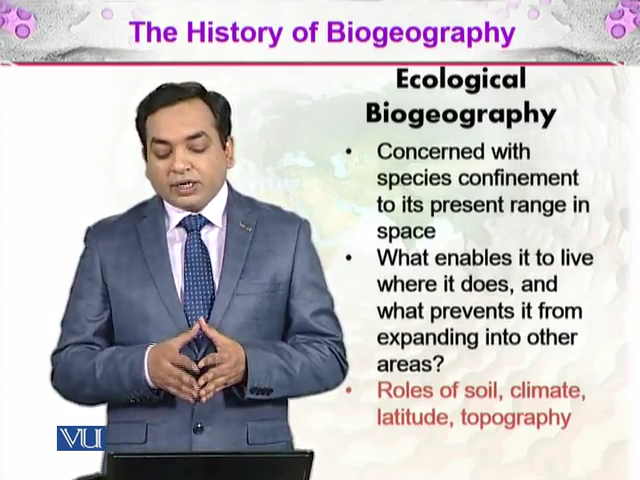 The History of Biogeography
Ecological
Biogeography
• Concerned with
species confinement
to its present range in
space
• What enables it to live
where it does, and
what prevents it from
expanding into other
areas?
• Roles of soil, climate,
latitude, topography
VU